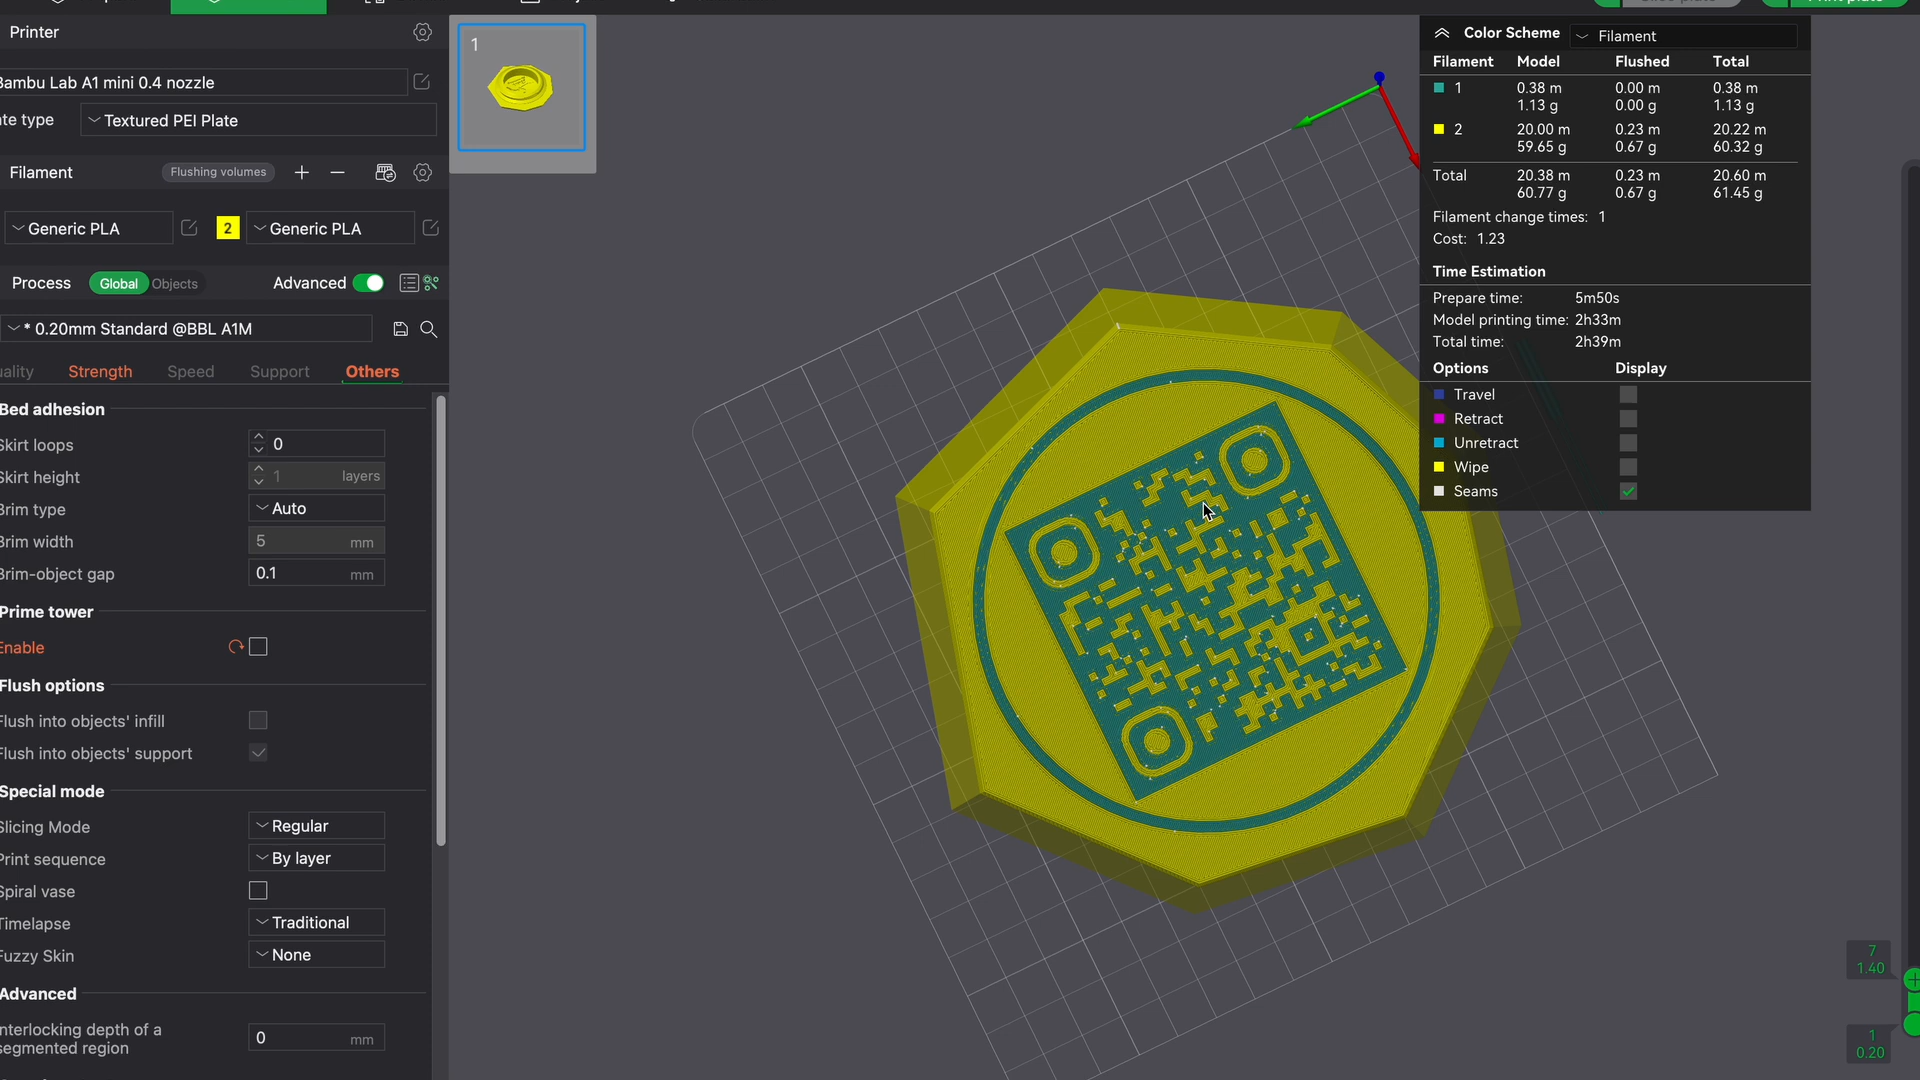 Printer
Bambu Lab A1 mini 0.4 nozzle
te type
Textured PEI Plate
Filament
Flushing volumes
Generic PLA
2
Generic PLA
Process
Global
Objects
Advanced
* 0.20mm Standard @BBL A1M
ality
Strength
Speed
Support
Others
Bed adhesion
Skirt loops
0
Skirt height
1
layers
Brim type
Auto
Brim width
5
mm
Brim-object gap
0.1
mm
Prime tower
Enable
Flush options
Flush into objects' infill
Flush into objects' support
Special mode
Slicing Mode
Regular
Print sequence
By layer
Spiral vase
Timelapse
Traditional
Fuzzy Skin
None
Advanced
nterlocking depth of a
segmented region
0
mm
1
Color Scheme
Filament
Filament Model Flushed Total
1 0.38 m 0.00 m 0.38 m
1.13 g 0.00 g 1.13 g
2 20.00 m 0.23 m 20.22 m
59.65 g 0.67 g 60.32 g
Total 20.38 m 0.23 m 20.60 m
60.77 g 0.67 g 61.45 g
Filament change times: 1
Cost: 1.23
Time Estimation
Prepare time: 5m50s
Model printing time: 2h33m
Total time: 2h39m
Options Display
Travel
Retract
Unretract
Wipe
Seams
7
1.40
1
0.20